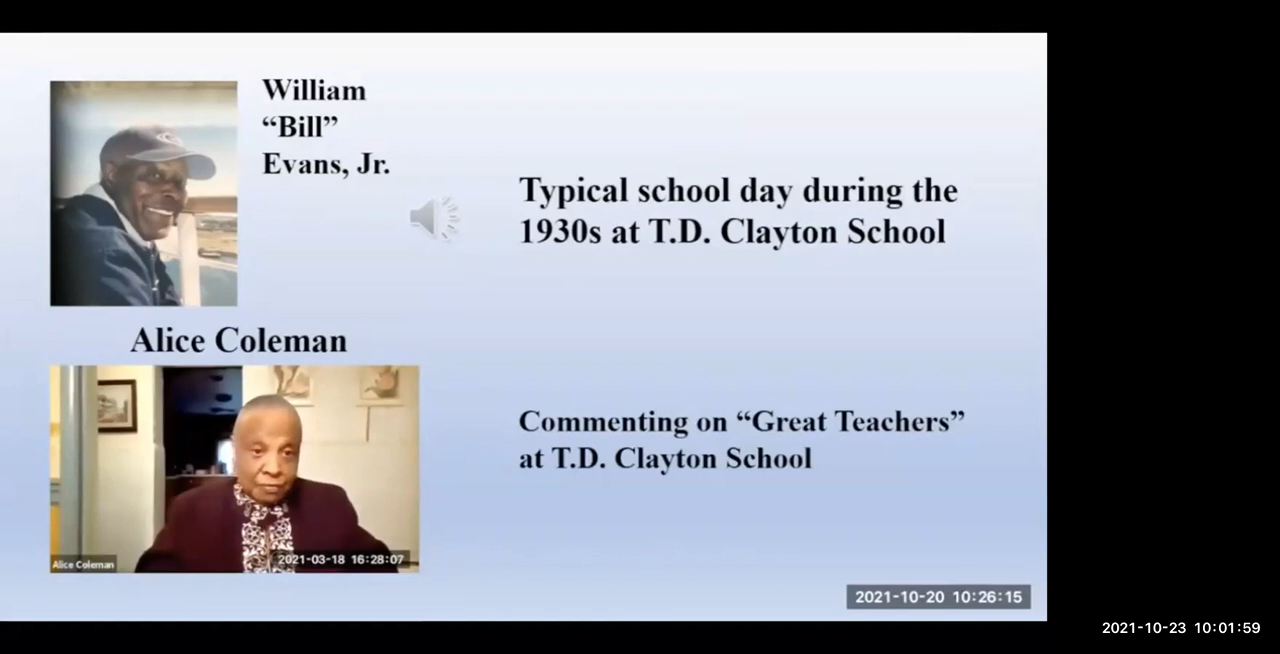 William
“Bill”
Evans, Jr.
Typical school day during the
1930s at T.D. Clayton School
Alice Coleman
Commenting on “Great Teachers”
at T.D. Clayton School
Alice Coleman
2021-03-18 16:28:07
2021-10-20 10:26:15
2021-10-23 10:01:59